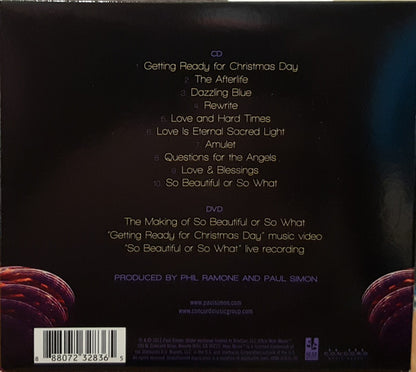 CD
1 Getting Ready for Christmas Day
2. The Afterlife
3. Dazzling Blue
4. Rewrite
5. Love and Hard Times
6. Love Is Eternal Sacred Light
7. Amulet
8. Questions for the Angels
9. Love & Blessings
10. So Beautiful or So What
DVD
The Making of So Beautiful or So What
"Getting Ready for Christmas Day" music video
"So Beautiful or So What" live recording
PRODUCED BY PHIL RAMONE AND PAUL SIMON
www.paulsimon.com
www.concordmusicgroup.com
8 88072 32836 5
CONCORD